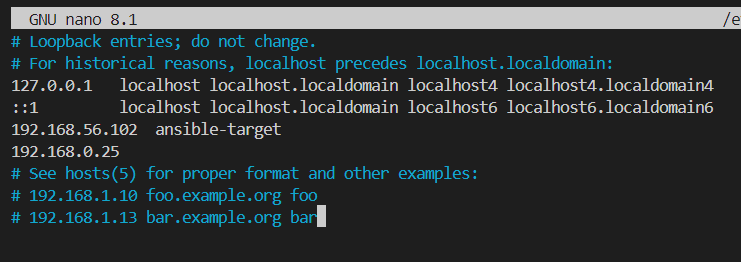 GNU nano 8.1 /e
# Loopback entries; do not change.
# For historical reasons, localhost precedes localhost.localdomain:
127.0.0.1   localhost localhost.localdomain localhost4 localhost4.localdomain4
::1         localhost localhost.localdomain localhost6 localhost6.localdomain6
192.168.56.102  ansible-target
192.168.0.25
# See hosts(5) for proper format and other examples:
# 192.168.1.10 foo.example.org foo
# 192.168.1.13 bar.example.org bar